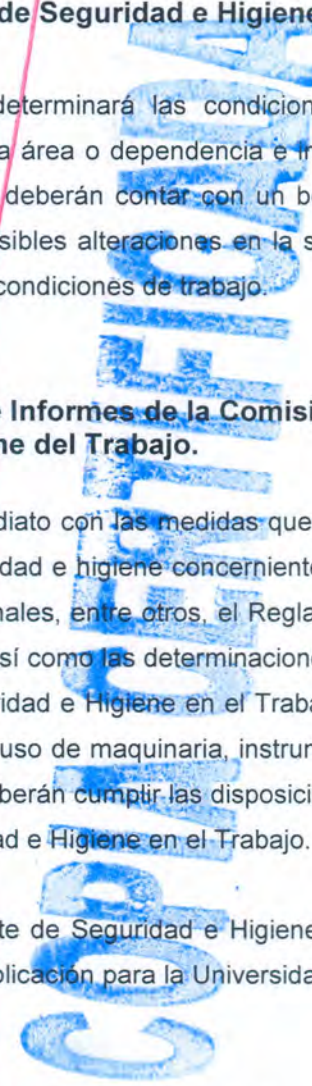 de Seguridad e Higiene
determinará las condicion
a área o dependencia e in
deberán contar con un b
sibles alteraciones en la s
condiciones de trabajo.
e Informes de la Comisi
ne del Trabajo.
diato con las medidas que
dad e higiene concerniente
nales, entre otros, el Regla
sí como las determinacione
ridad e Higiene en el Traba
uso de maquinaria, instrur
berán cumplir las disposici
ad e Higiene en el Trabajo.
te de Seguridad e Higiene
plicación para la Universida
COPIA CERTIFICADA